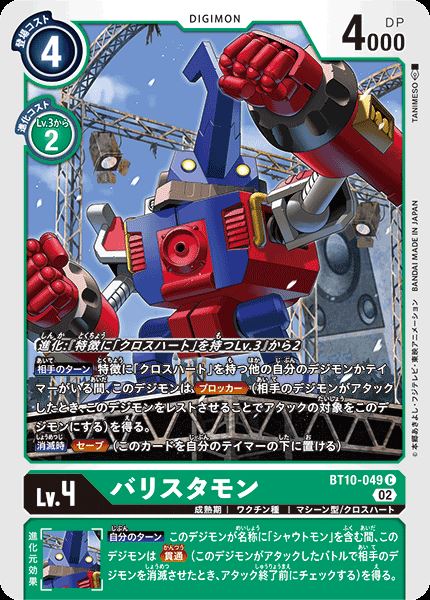 登場コスト
4
DIGIMON
DP
4000
進化コスト
Lv.3から
2
TANIMESO
進化:『特徴に「クロスハート」を持つLv.3』から2
相手のターン 特徴に「クロスハート」を持つ他の自分のデジモンかテイ
マーがいる間、このデジモンは ブロッカー (相手のデジモンがアタック
したとき、このデジモンをレストさせることでアタックの対象をこのデ
ジモンにする)を得る。
消滅時 セーブ (このカードを自分のテイマーの下に置ける)
©本郷あきよし・フジテレビ・東映アニメーション BANDAI MADE IN JAPAN
Lv.4
バリスタモン
BT10-049 C
02
成熟期 | ワクチン種 | マシーン型/クロスハート
進化元効果
自分のターン このデジモンが名称に「シャウトモン」を含む間、この
デジモンは 貫通 (このデジモンがアタックしたバトルで相手のデ
ジモンを消滅させたとき、アタック終了前にチェックする)を得る。